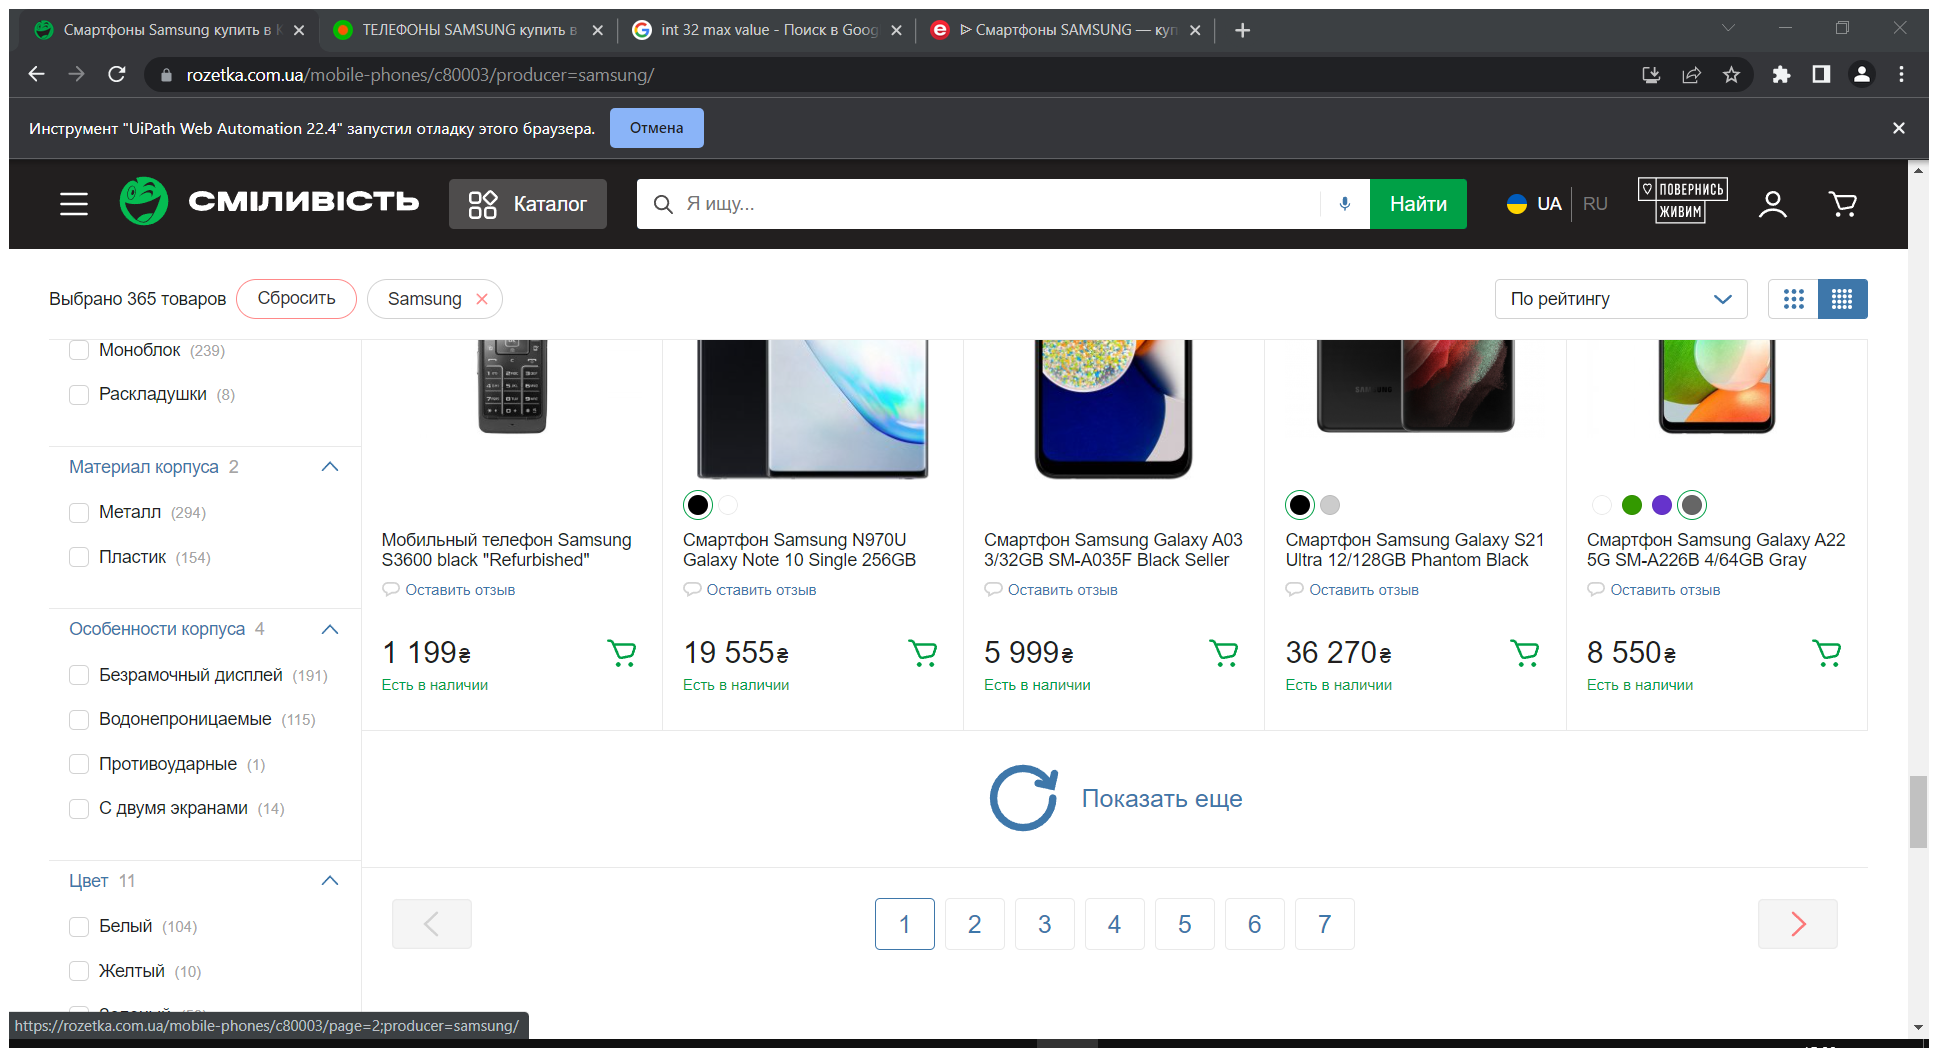 Смартфоны Samsung купить в К
ТЕЛЕФОНЫ SAMSUNG купить в
int 32 max value - Поиск в Goog
Смартфоны SAMSUNG — куп
rozetka.com.ua/mobile-phones/c80003/producer=samsung/
Инструмент "UiPath Web Automation 22.4" запустил отладку этого браузера.
Отмена
СМІЛИВІСТЬ
Каталог
Я ищу...
Найти
UA
RU
ПОВЕРНИСЬ
ЖИВИМ
Выбрано 365 товаров
Сбросить
Samsung
По рейтингу
Моноблок (239)
Раскладушки (8)
Материал корпуса 2
Металл (294)
Пластик (154)
Особенности корпуса 4
Безрамочный дисплей (191)
Водонепроницаемые (115)
Противоударные (1)
С двумя экранами (14)
Цвет 11
Белый (104)
Желтый (10)
SAMSUNG
Мобильный телефон Samsung
S3600 black "Refurbished"
Оставить отзыв
1 199₴
Есть в наличии
Смартфон Samsung N970U
Galaxy Note 10 Single 256GB
Оставить отзыв
19 555₴
Есть в наличии
Смартфон Samsung Galaxy A03
3/32GB SM-A035F Black Seller
Оставить отзыв
5 999₴
Есть в наличии
Смартфон Samsung Galaxy S21
Ultra 12/128GB Phantom Black
Оставить отзыв
36 270₴
Есть в наличии
Смартфон Samsung Galaxy A22
5G SM-A226B 4/64GB Gray
Оставить отзыв
8 550₴
Есть в наличии
Показать еще
1 2 3 4 5 6 7
https://rozetka.com.ua/mobile-phones/c80003/page=2;producer=samsung/